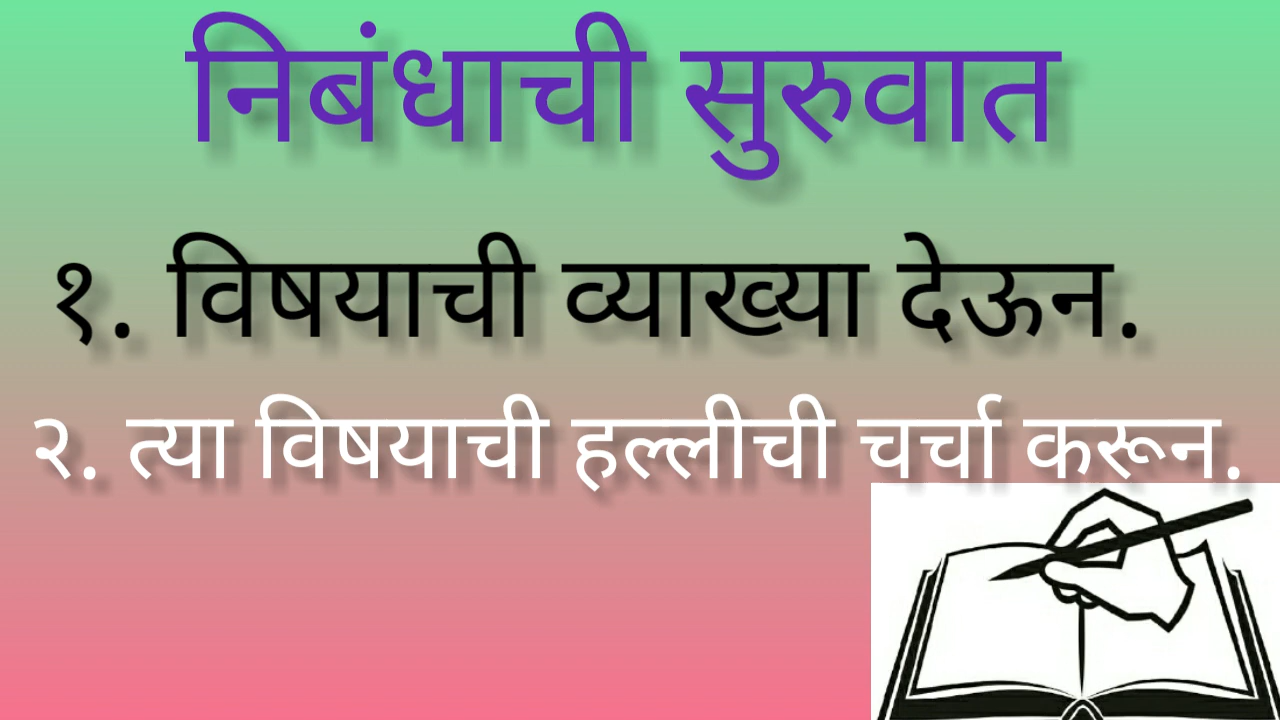 निबंधाची सुरुवात
१. विषयाची व्याख्या देऊन.
२. त्या विषयाची हल्लीची चर्चा करून.